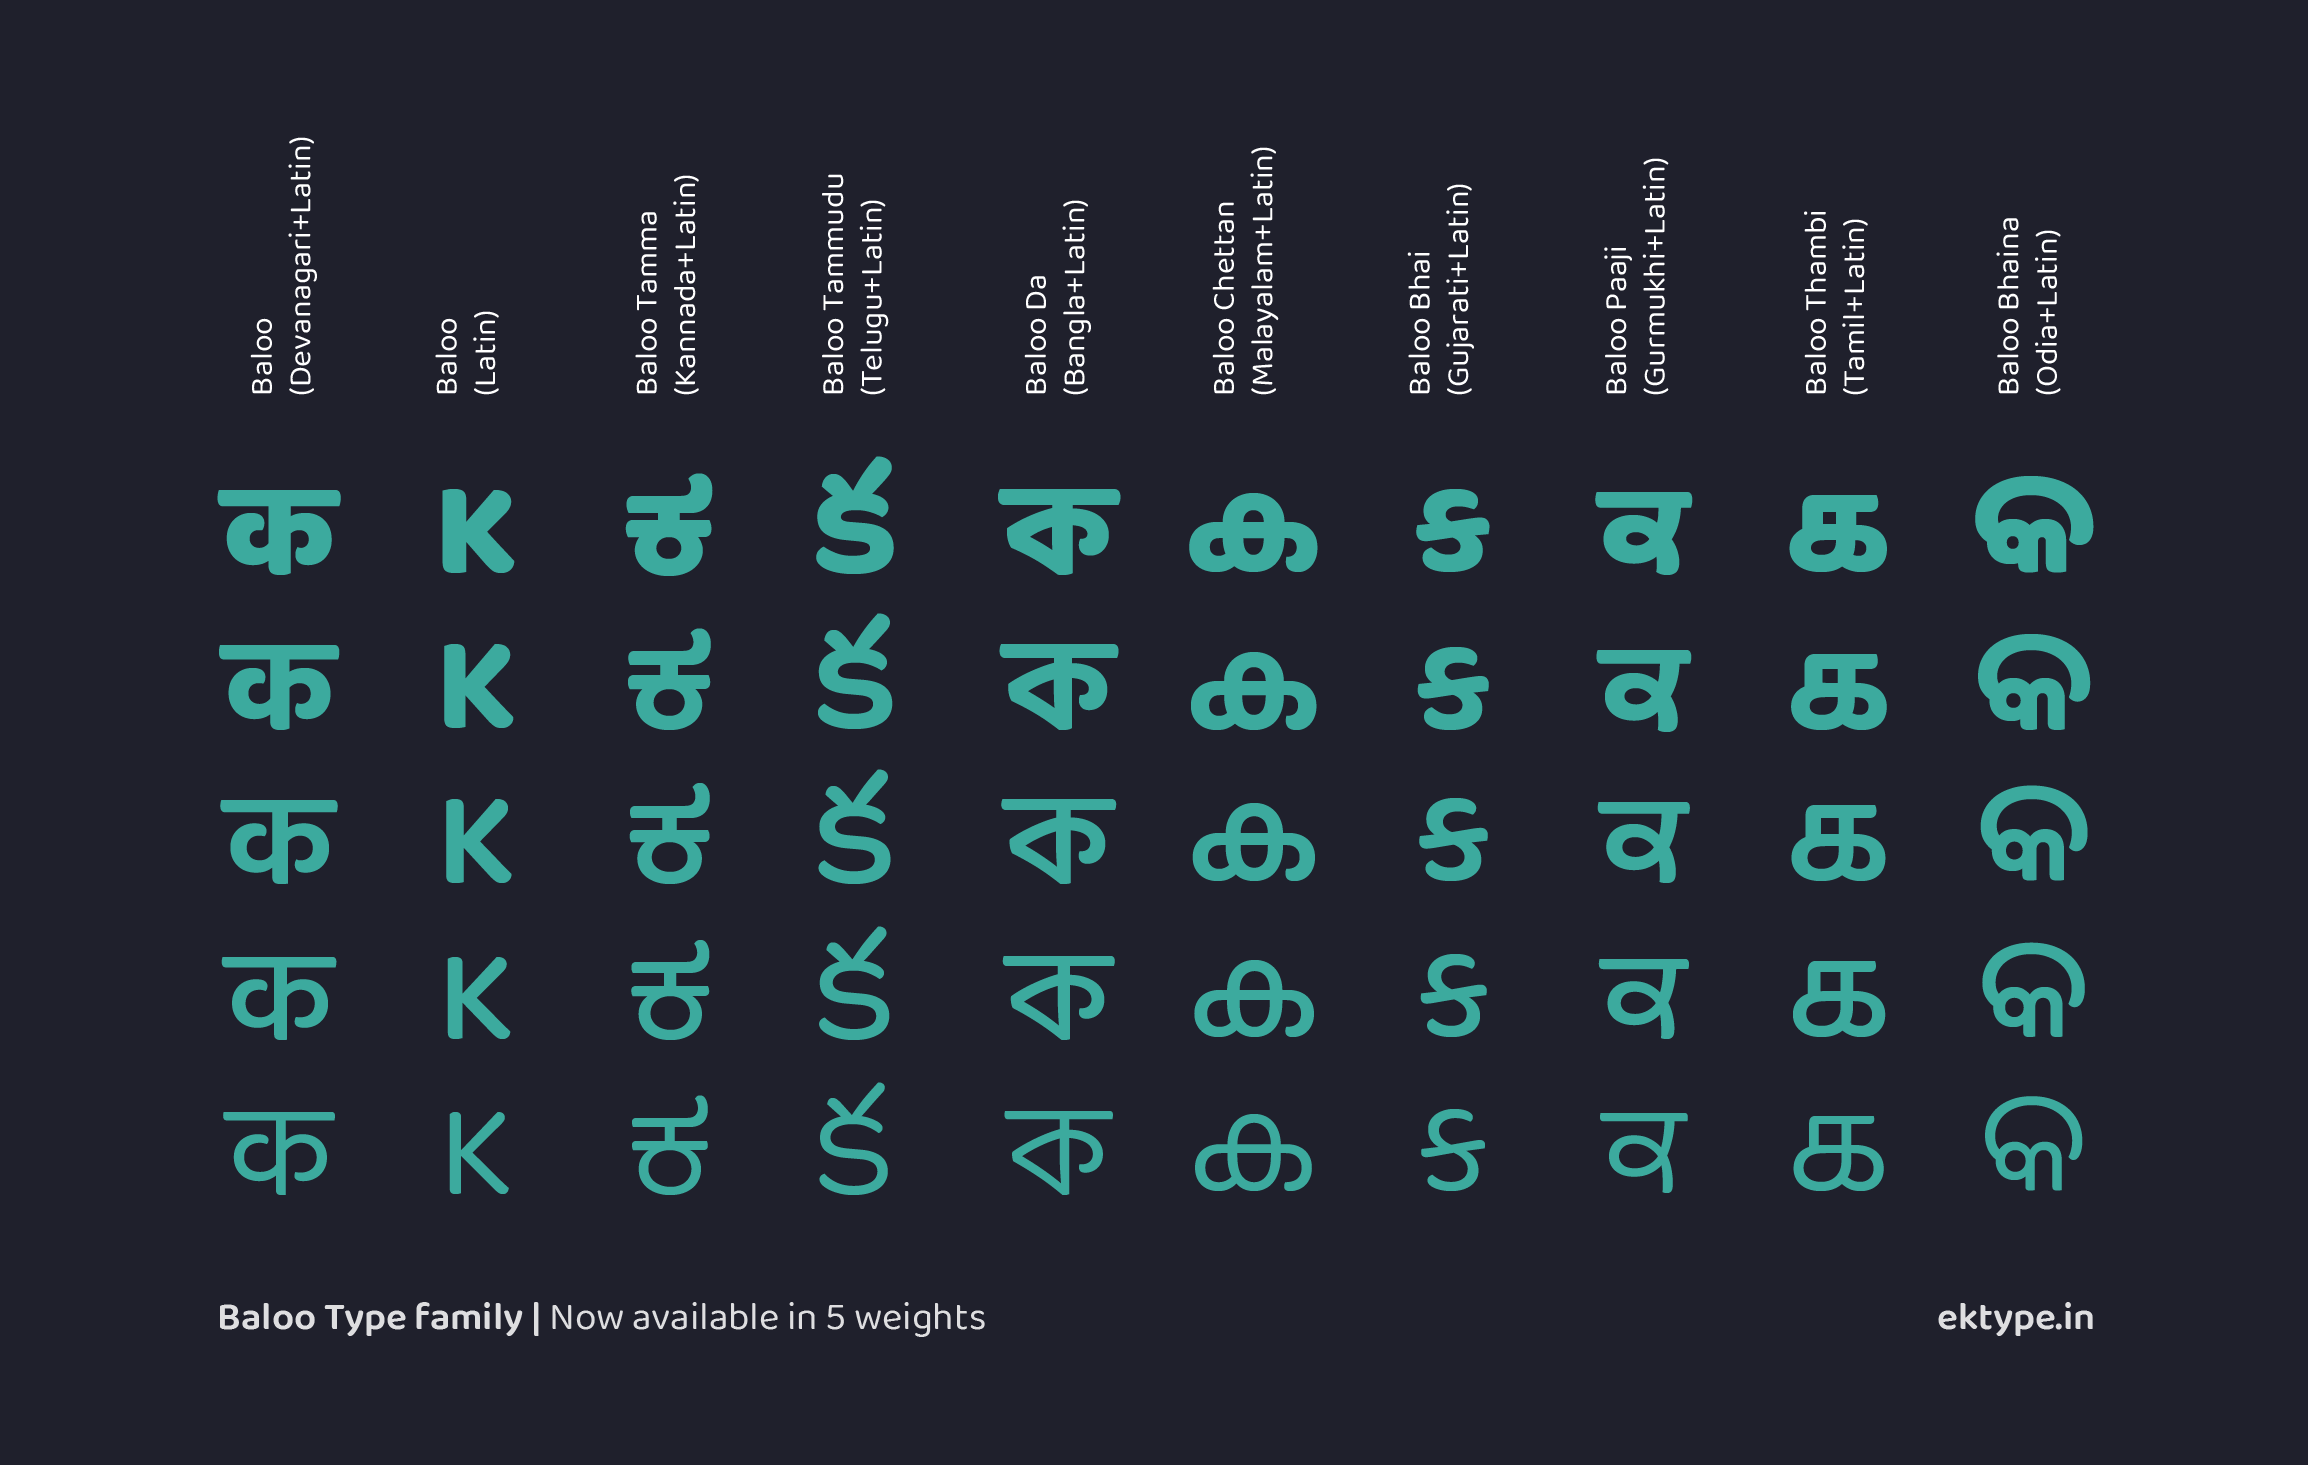 Baloo
(Devanagari+Latin)
Baloo
(Latin)
Baloo Tamma
(Kannada+Latin)
Baloo Tammudu
(Telugu+Latin)
Baloo Da
(Bangla+Latin)
Baloo Chettan
(Malayalam+Latin)
Baloo Bhai
(Gujarati+Latin)
Baloo Paaji
(Gurmukhi+Latin)
Baloo Thambi
(Tamil+Latin)
Baloo Bhaina
(Odia+Latin)
क K ಕ క ক ക ક ਕ க କ
क K ಕ క ক ക ક ਕ க କ
क K ಕ క ক ക ક ਕ க କ
क K ಕ క ক ക ક ਕ க କ
क K ಕ క ক ക ક ਕ க କ
Baloo Type family | Now available in 5 weights
ektype.in